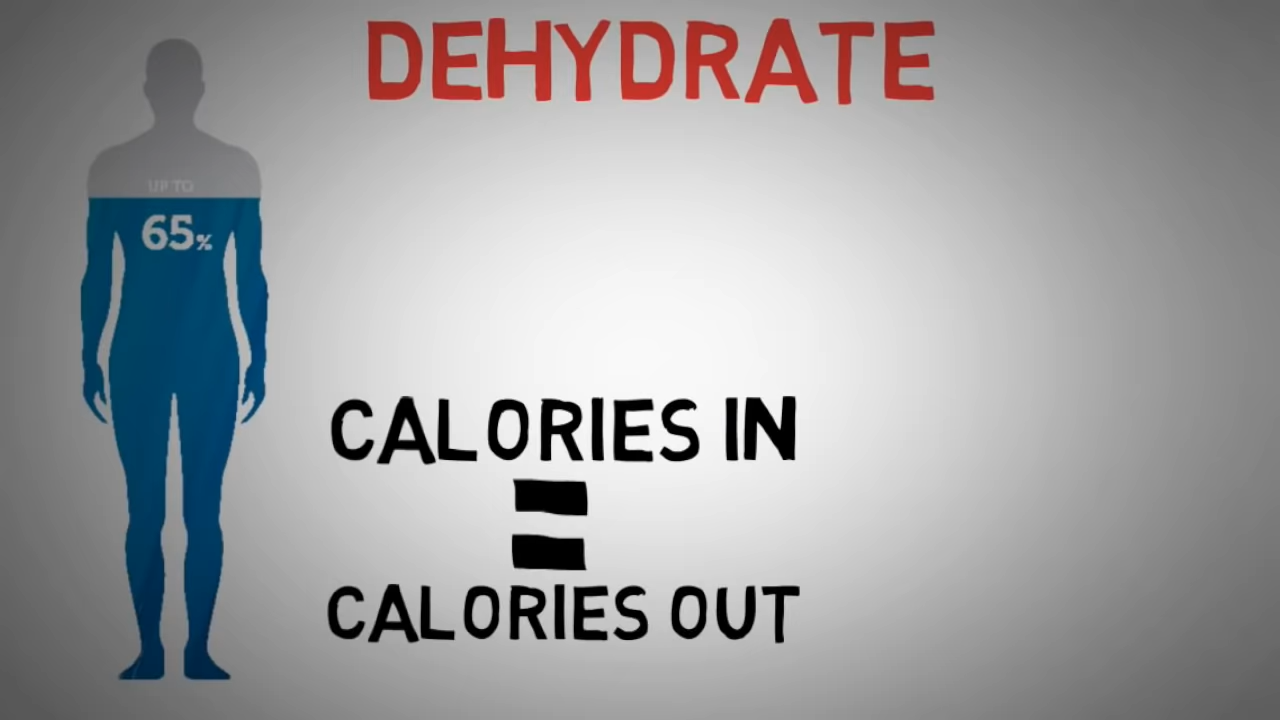 DEHYDRATE
UP TO
65%
CALORIES IN
=
CALORIES OUT